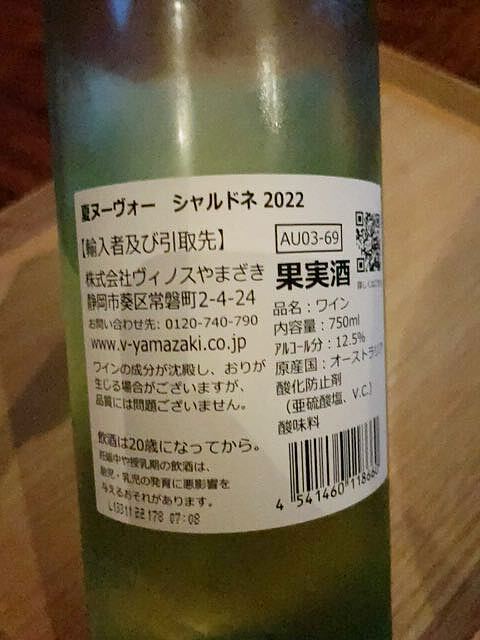 夏ヌーヴォー　シャルドネ 2022
【輸入者及び引取先】
株式会社ヴィノスやまざき
静岡市葵区常磐町2-4-24
お問い合わせ先: 0120-740-790
www.v-yamazaki.co.jp
ワインの成分が沈殿し、おりが
生じる場合がございますが、
品質には問題ございません。
飲酒は20歳になってから。
妊娠中や授乳期の飲酒は、
胎児・乳児の発育に悪影響を
与えるおそれがあります。
L13311 22 178 07:08
AU03-69
果実酒
品名：ワイン
内容量：750ml
ｱﾙｺｰﾙ分：12.5%
原産国：オーストラリア
酸化防止剤
（亜硫酸塩、V.C.）
酸味料
4 541460 118660